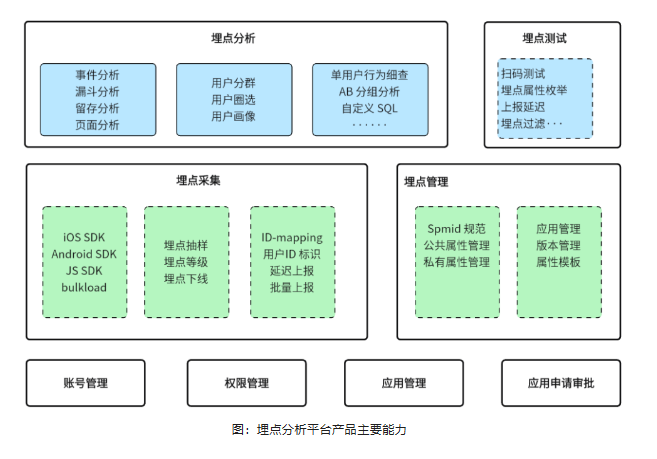 埋点分析
事件分析
漏斗分析
留存分析
页面分析
用户分群
用户圈选
用户画像
单用户行为细查
AB 分组分析
自定义 SQL
······
埋点测试
扫码测试
埋点属性枚举
上报延迟
埋点过滤···
埋点采集
iOS SDK
Android SDK
JS SDK
bulkload
埋点抽样
埋点等级
埋点下线
ID-mapping
用户ID 标识
延迟上报
批量上报
埋点管理
Spmid 规范
公共属性管理
私有属性管理
应用管理
版本管理
属性模板
账号管理
权限管理
应用管理
应用申请审批
图：埋点分析平台产品主要能力